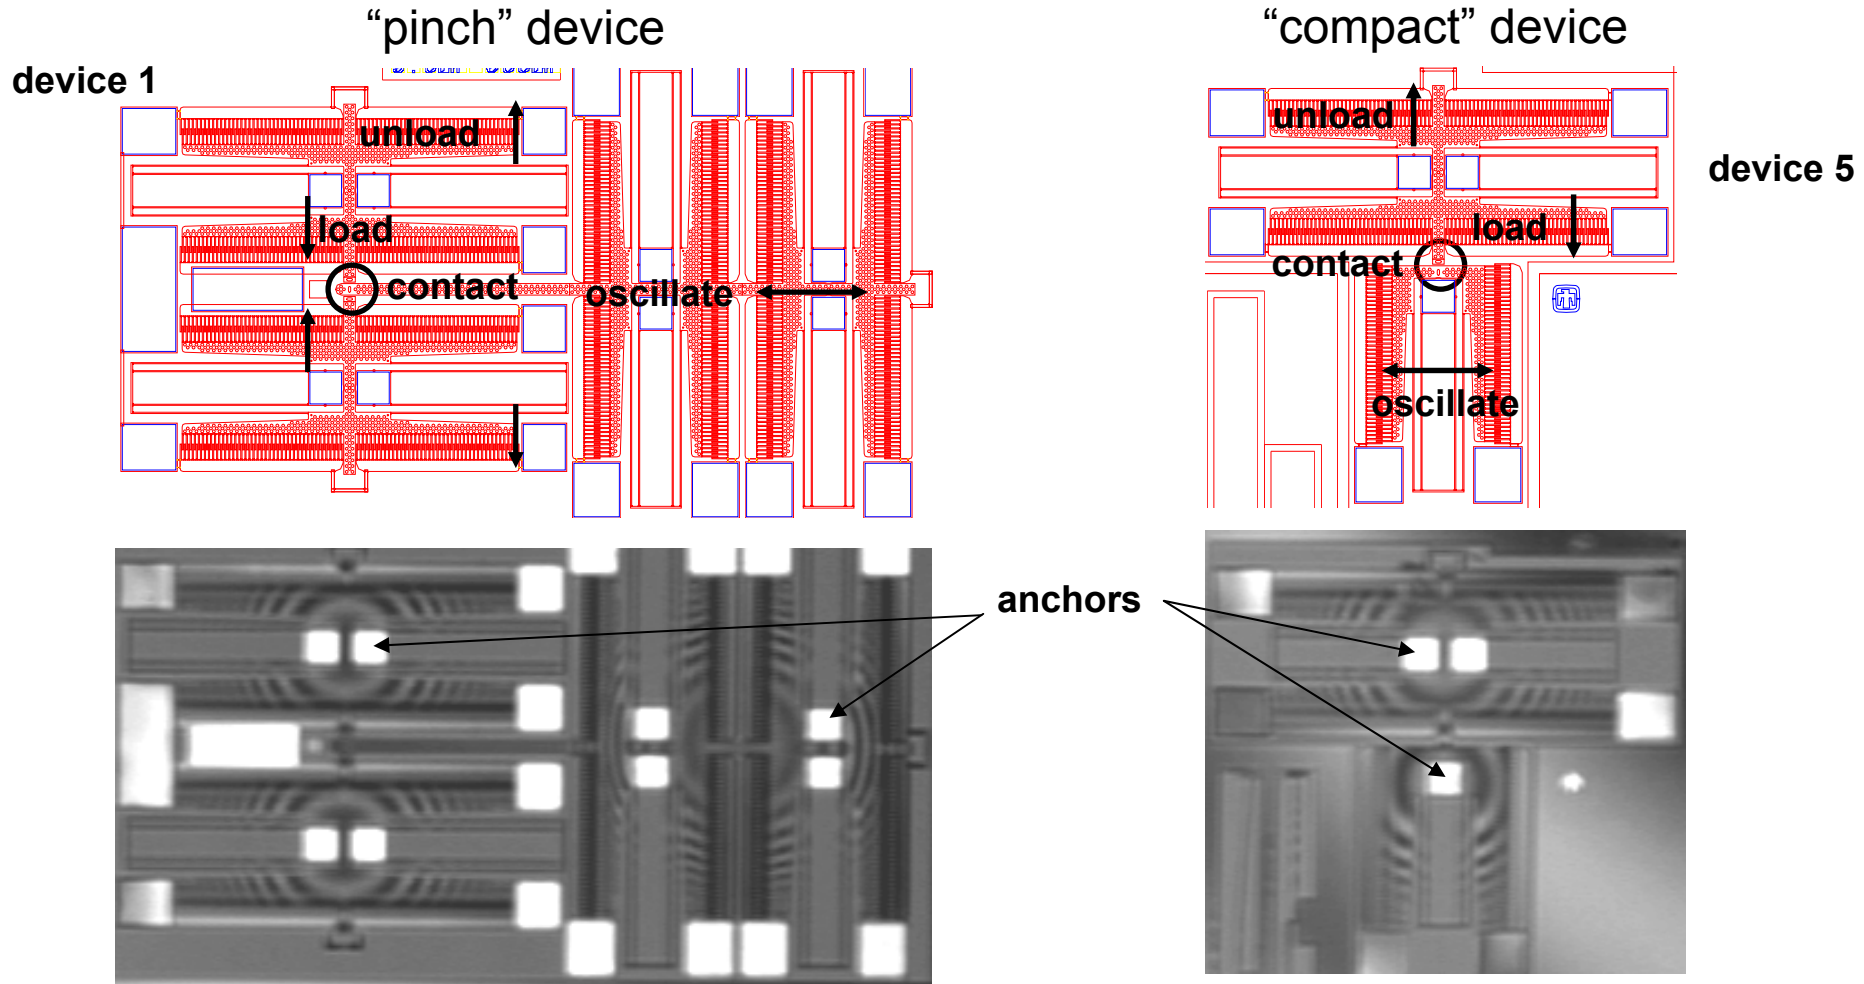 “pinch” device
“compact” device
device 1
unload
load
contact
oscillate
unload
device 5
load
contact
oscillate
anchors